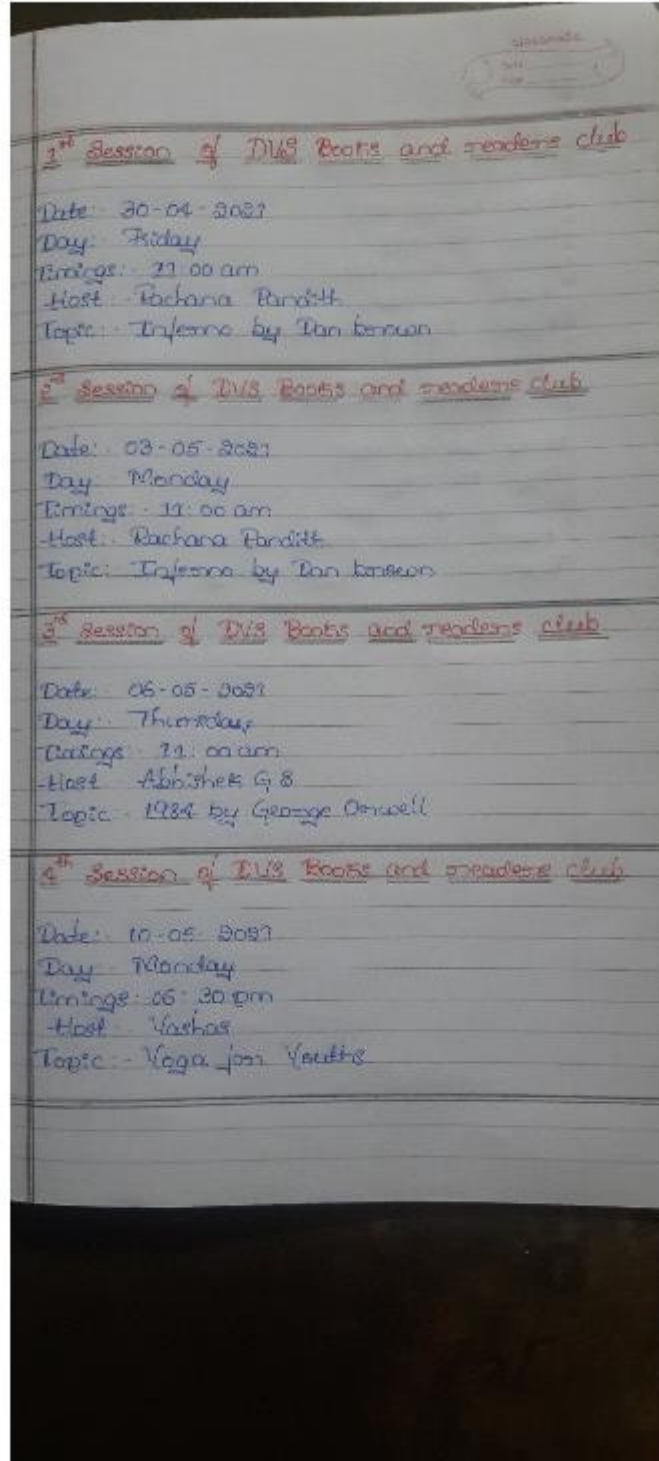 classmate
Date
Page
1st Session of DVS Books and readers club
Date:- 30-04-2021
Day:- Friday
Timings:- 11:00 am
Host:- Rachana Pandith
Topic:- Inferno by Dan brown
2nd Session of DVS Books and readers club
Date:- 03-05-2021
Day:- Monday
Timings:- 11:00 am
Host:- Rachana Pandith
Topic:- Inferno by Dan brown
3rd Session of DVS Books and readers club
Date:- 06-05-2021
Day:- Thursday
Timings:- 11:00 am
Host:- Abhishek G S
Topic:- 1984 by George Orwell
4th Session of DVS Books and readers club
Date:- 10-05-2021
Day:- Monday
Timings: 06:30 pm
Host:- Yashas
Topic:- Yoga for Youths